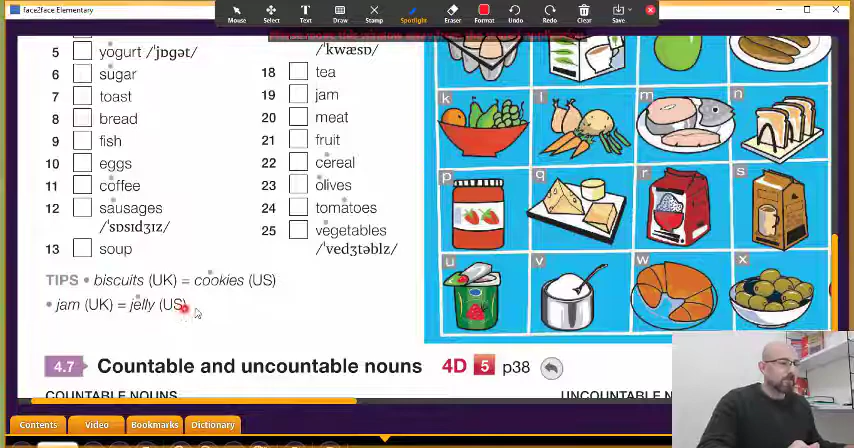 face2face Elementary
Mouse Select Text Draw Stamp Spotlight Eraser Format Undo Redo Clear Save
5 yogurt /ˈjɒgət/
6 sugar
7 toast
8 bread
9 fish
10 eggs
11 coffee
12 sausages
/ˈsɒsɪdʒɪz/
13 soup
/ˈkwæsɒ/
18 tea
19 jam
20 meat
21 fruit
22 cereal
23 olives
24 tomatoes
25 vegetables
/ˈvedʒtəblz/
TIPS • biscuits (UK) = cookies (US)
• jam (UK) = jelly (US)
k l m n
p q r s
u v w x
4.7 Countable and uncountable nouns 4D 5 p38
COUNTABLE NOUNS
UNCOUNTABLE N
Contents Video Bookmarks Dictionary